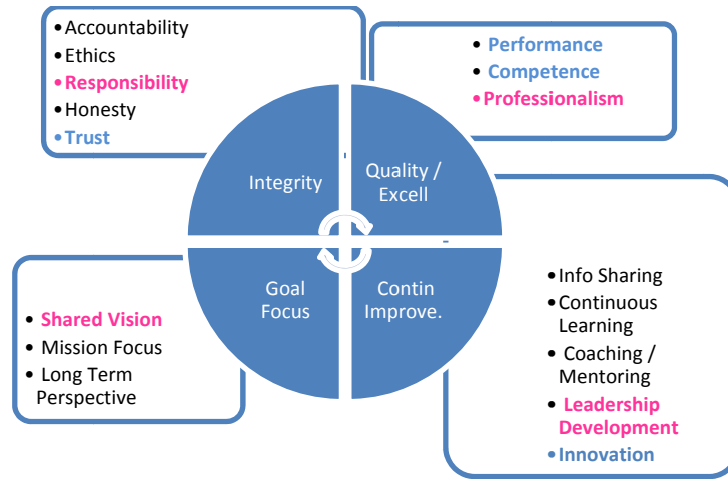 • Accountability
• Ethics
• Responsibility
• Honesty
• Trust
• Performance
• Competence
• Professionalism
Integrity
Quality /
Excell
Goal
Focus
Contin
Improve.
• Shared Vision
• Mission Focus
• Long Term
Perspective
• Info Sharing
• Continuous
Learning
• Coaching /
Mentoring
• Leadership
Development
• Innovation